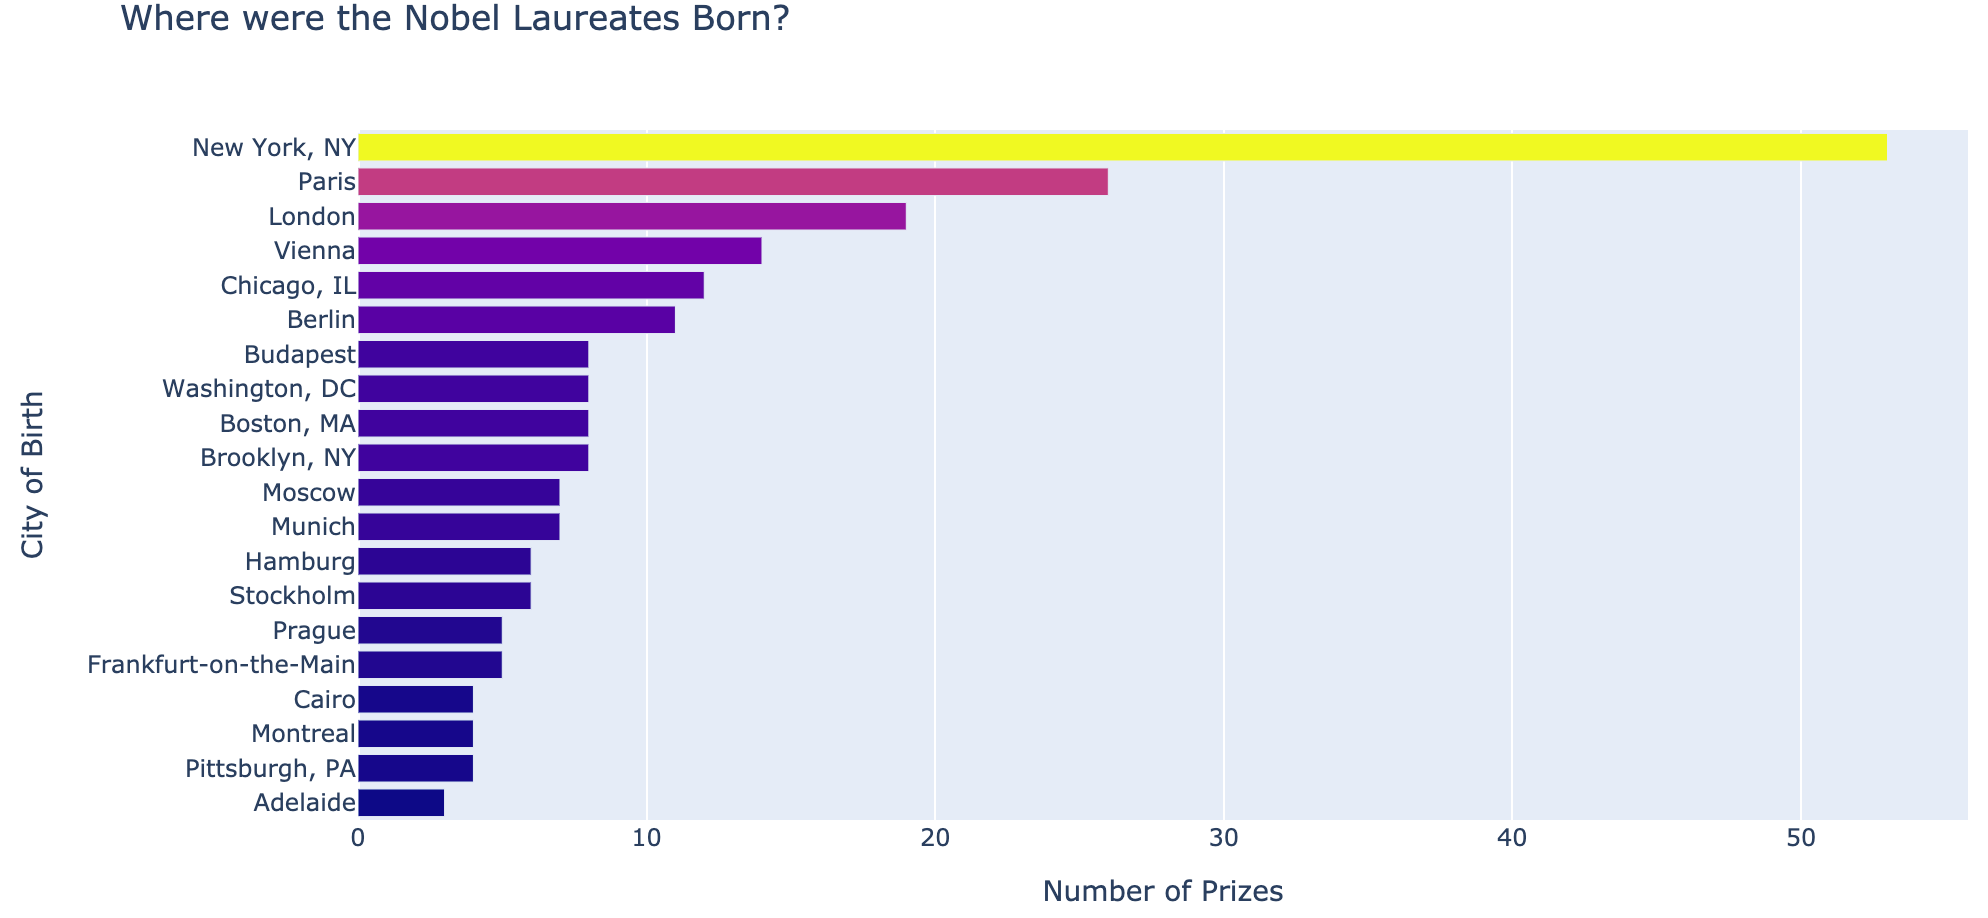 Where were the Nobel Laureates Born?
City of Birth
New York, NY
Paris
London
Vienna
Chicago, IL
Berlin
Budapest
Washington, DC
Boston, MA
Brooklyn, NY
Moscow
Munich
Hamburg
Stockholm
Prague
Frankfurt-on-the-Main
Cairo
Montreal
Pittsburgh, PA
Adelaide
0 10 20 30 40 50
Number of Prizes